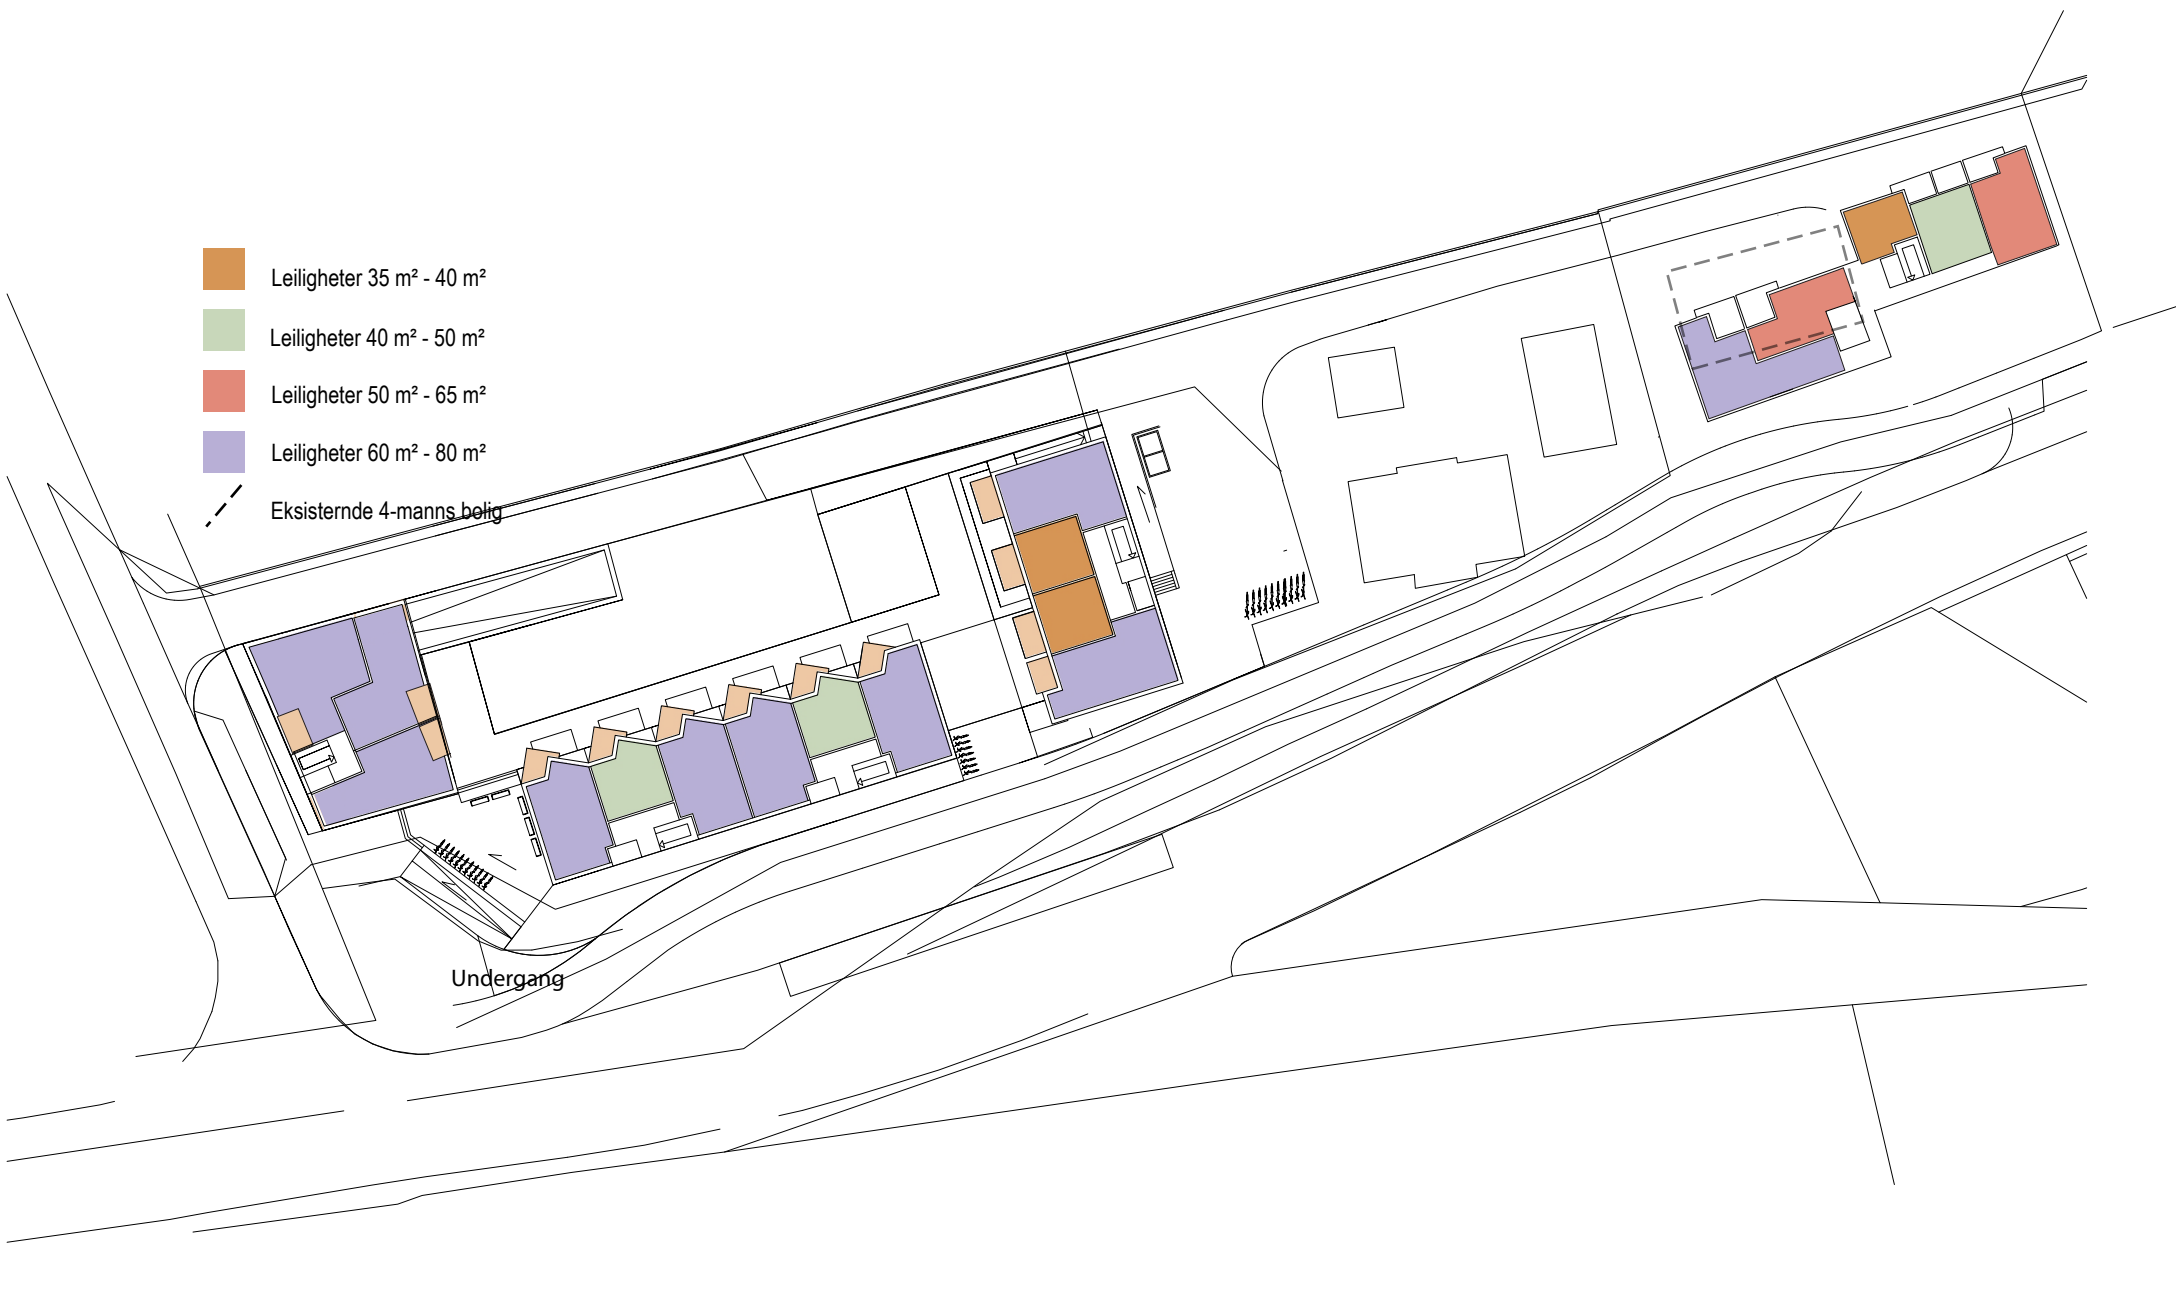 Leiligheter 35 m² - 40 m²
Leiligheter 40 m² - 50 m²
Leiligheter 50 m² - 65 m²
Leiligheter 60 m² - 80 m²
Eksisternde 4-manns bolig
Undergang